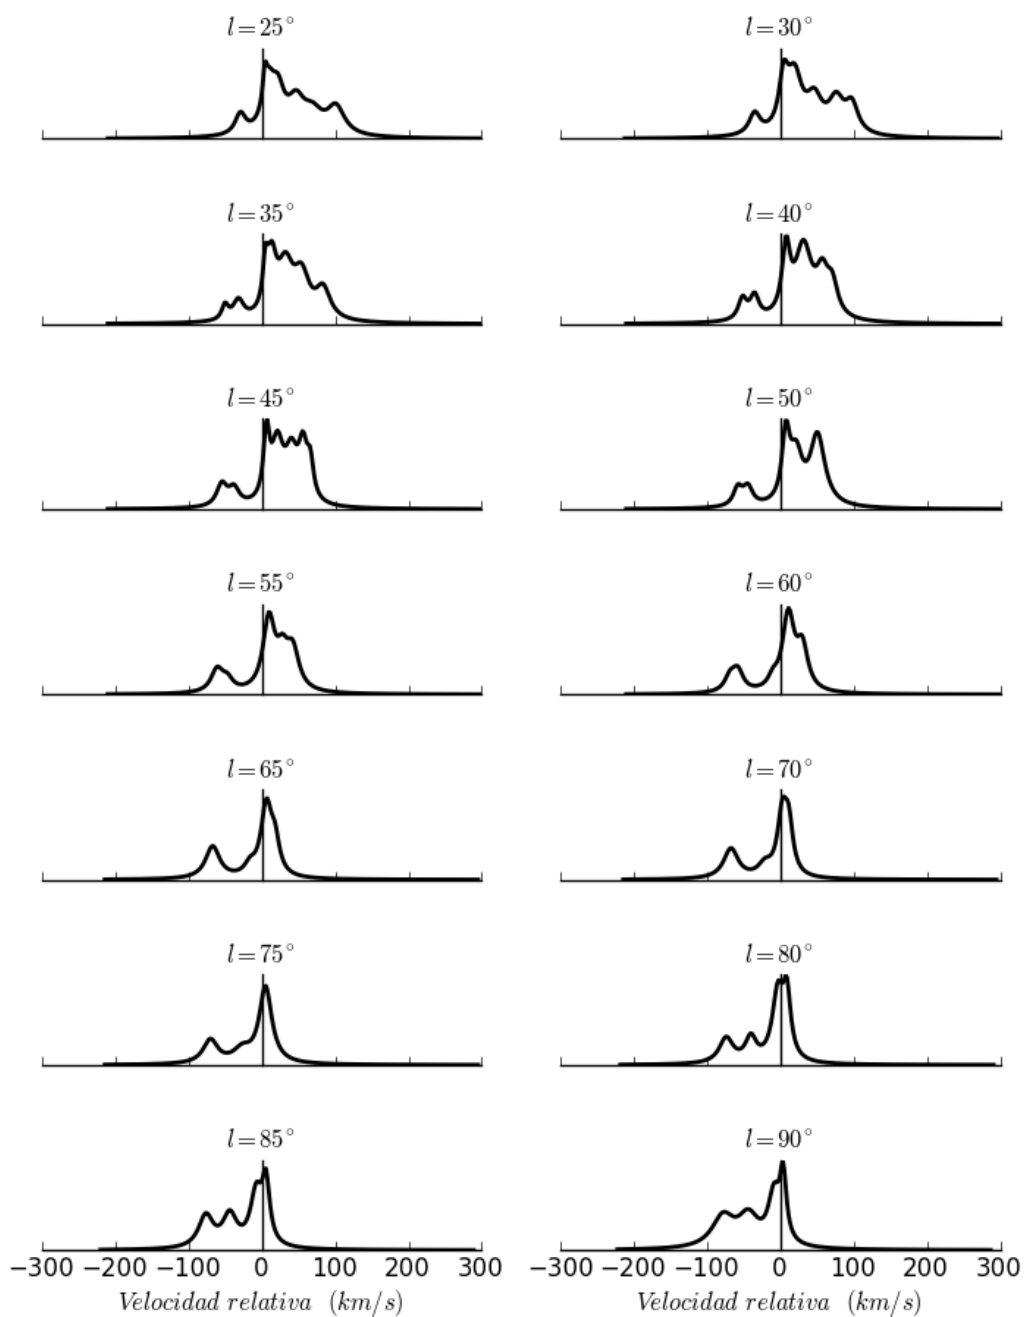 l = 25°
l = 30°
l = 35°
l = 40°
l = 45°
l = 50°
l = 55°
l = 60°
l = 65°
l = 70°
l = 75°
l = 80°
l = 85°
l = 90°
−300 −200 −100 0 100 200 300
−300 −200 −100 0 100 200 300
Velocidad relativa (km/s)
Velocidad relativa (km/s)